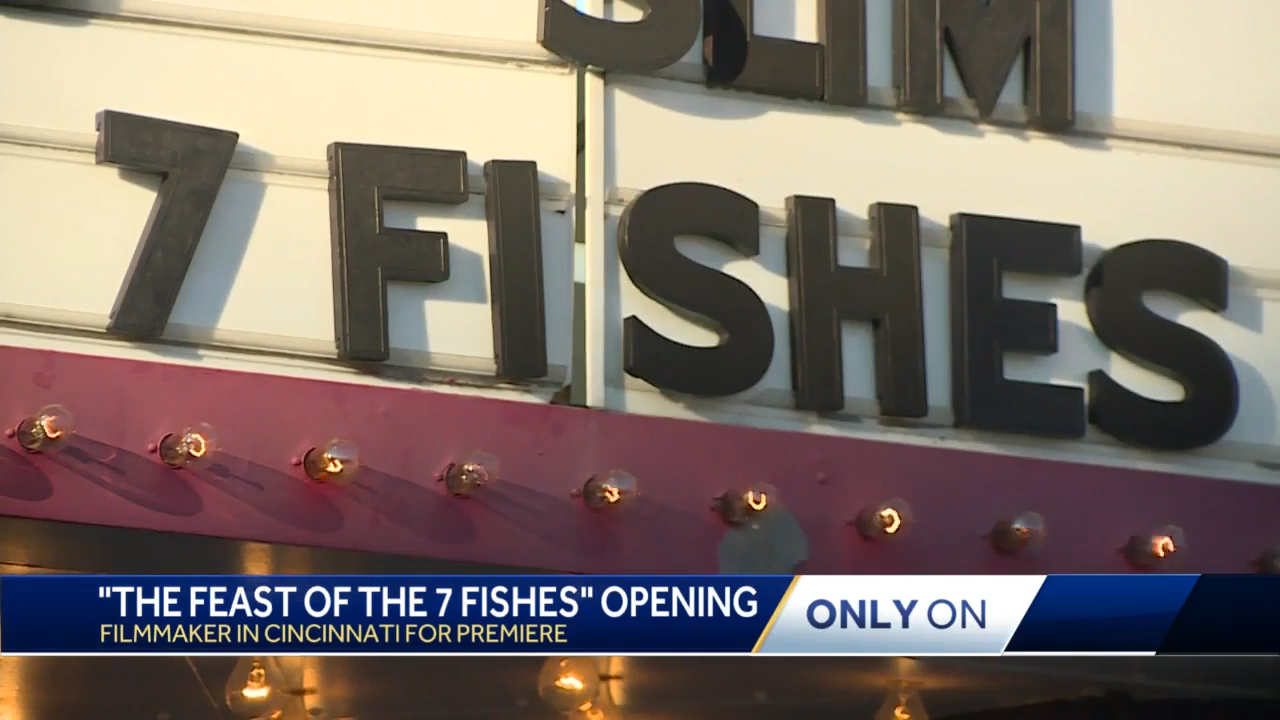 SLIM
7 FISHES
"THE FEAST OF THE 7 FISHES" OPENING
FILMMAKER IN CINCINNATI FOR PREMIERE
ONLY ON